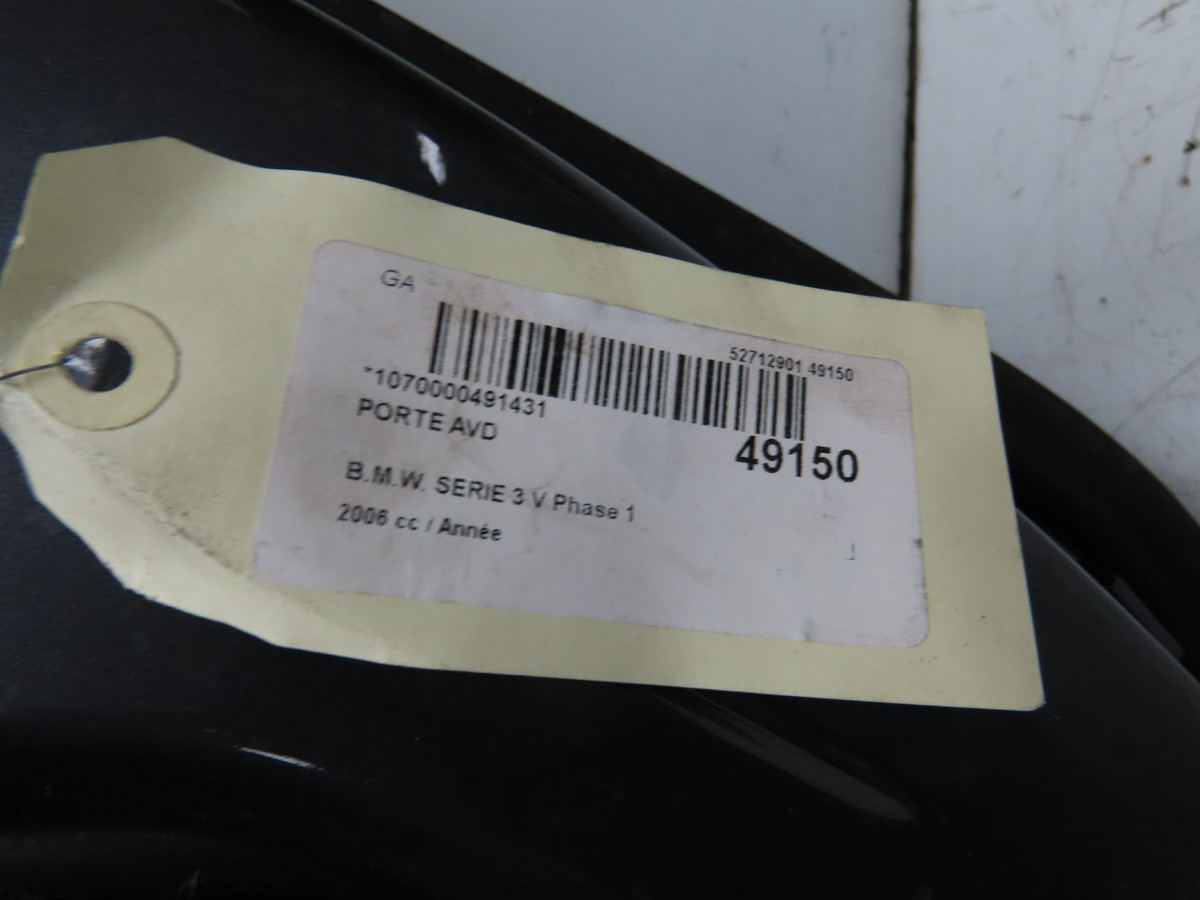 GA
52712901 49150
*1070000491431
PORTE AVD
49150
B.M.W. SERIE 3 V Phase 1
2006 cc / Année